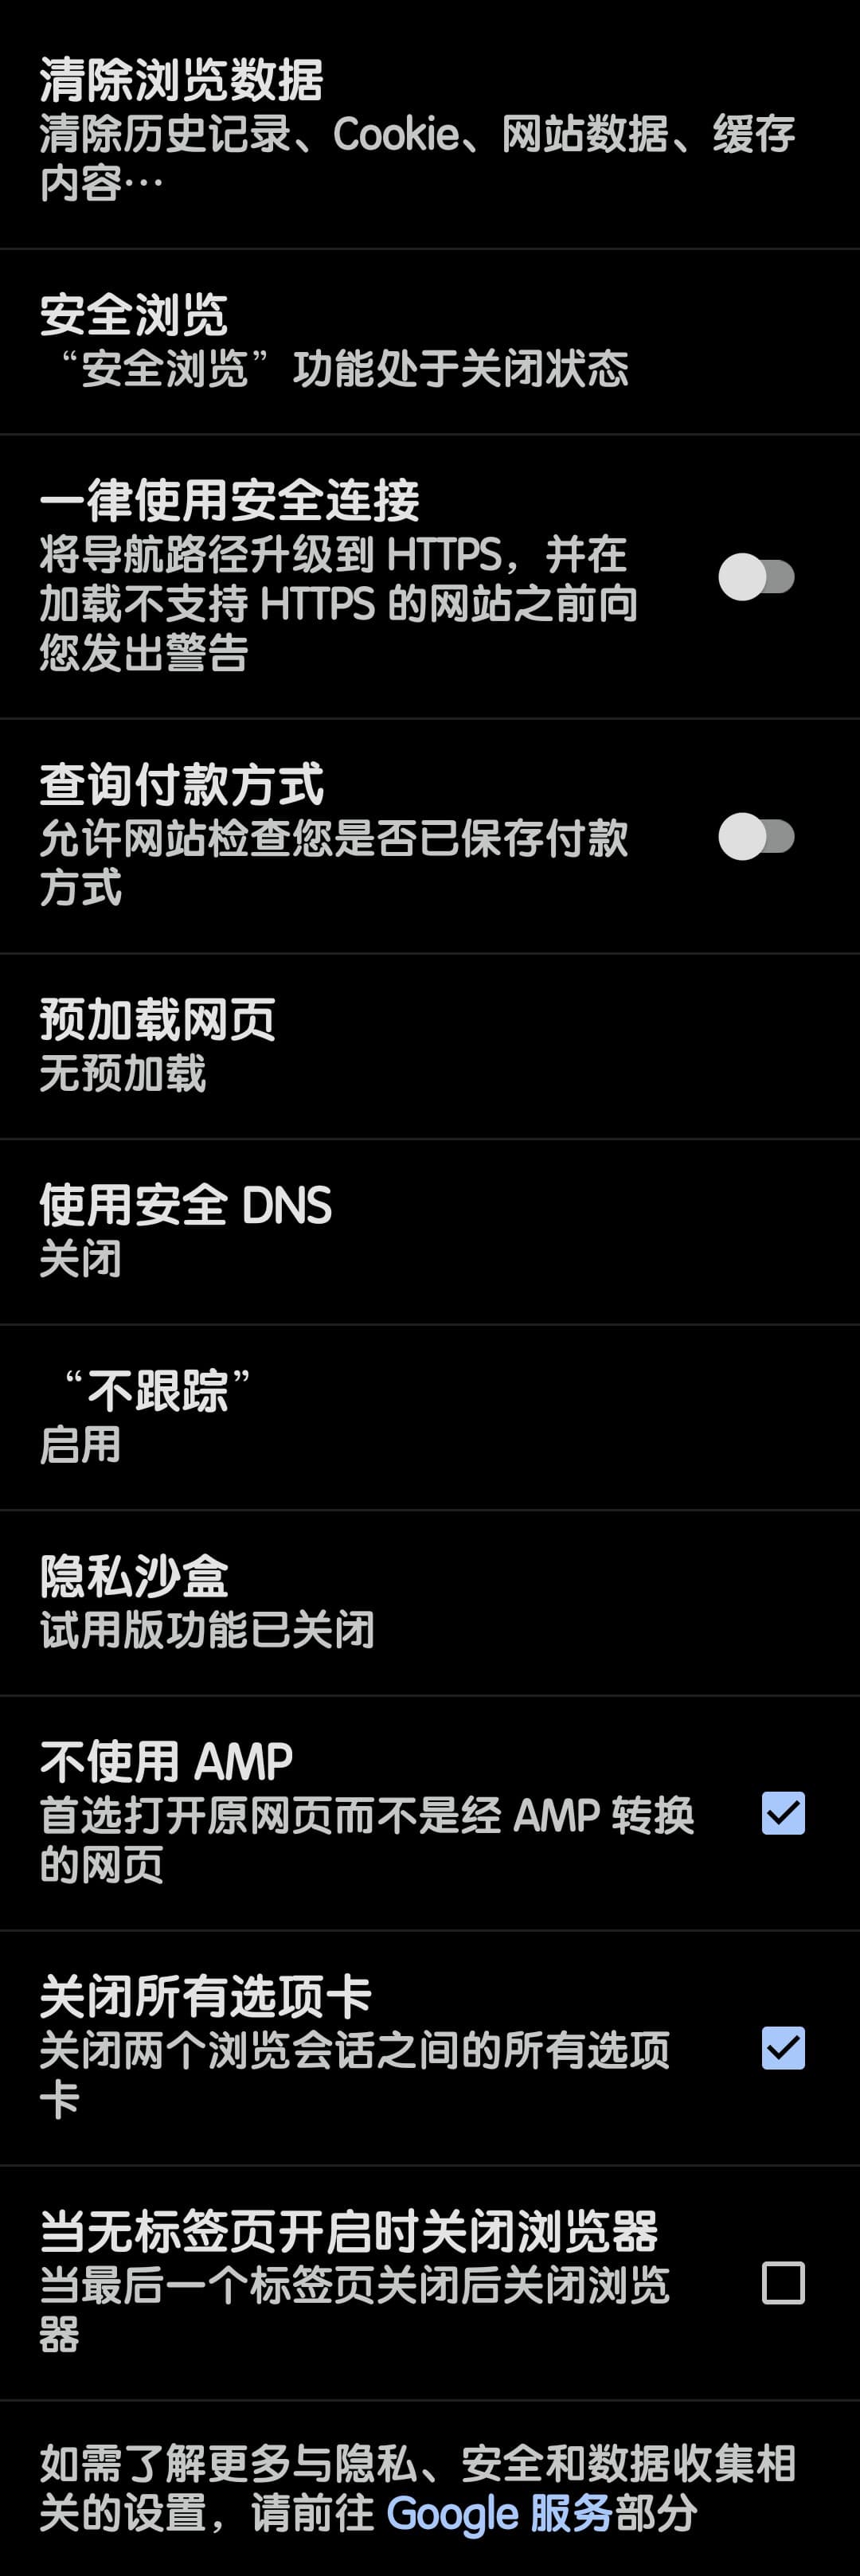 清除浏览数据
清除历史记录、Cookie、网站数据、缓存
内容…
安全浏览
“安全浏览”功能处于关闭状态
一律使用安全连接
将导航路径升级到 HTTPS，并在
加载不支持 HTTPS 的网站之前向
您发出警告
查询付款方式
允许网站检查您是否已保存付款
方式
预加载网页
无预加载
使用安全 DNS
关闭
“不跟踪”
启用
隐私沙盒
试用版功能已关闭
不使用 AMP
首选打开原网页而不是经 AMP 转换
的网页
关闭所有选项卡
关闭两个浏览会话之间的所有选项
卡
当无标签页开启时关闭浏览器
当最后一个标签页关闭后关闭浏览
器
如需了解更多与隐私、安全和数据收集相
关的设置，请前往 Google 服务部分